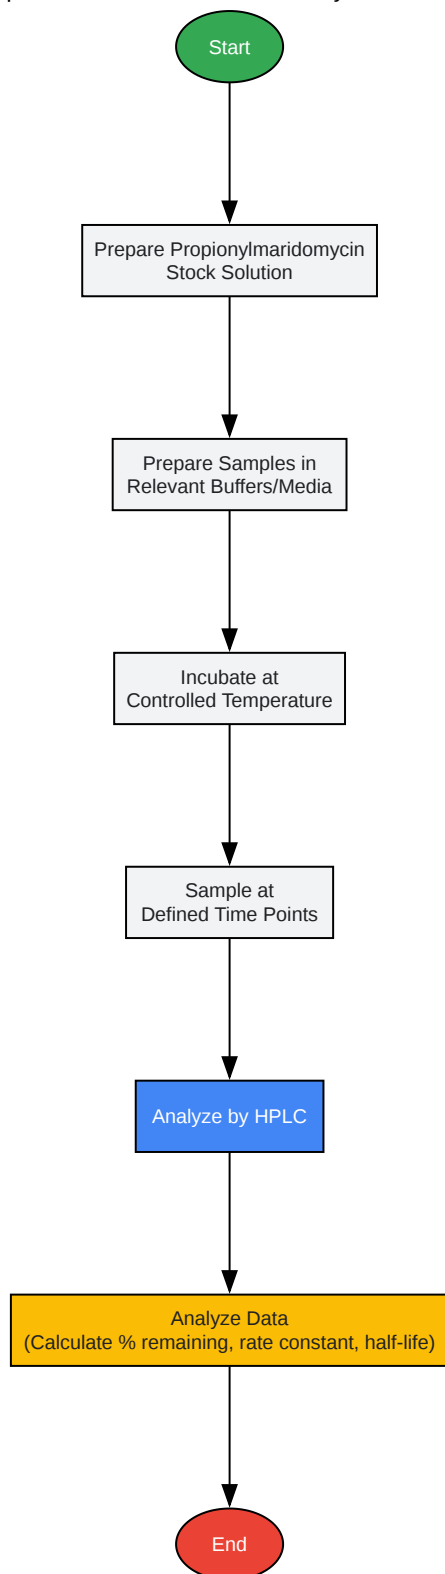 Start
Prepare Propionylmaridomycin
Stock Solution
Prepare Samples in
Relevant Buffers/Media
Incubate at
Controlled Temperature
Sample at
Defined Time Points
Analyze by HPLC
Analyze Data
(Calculate % remaining, rate constant, half-life)
End